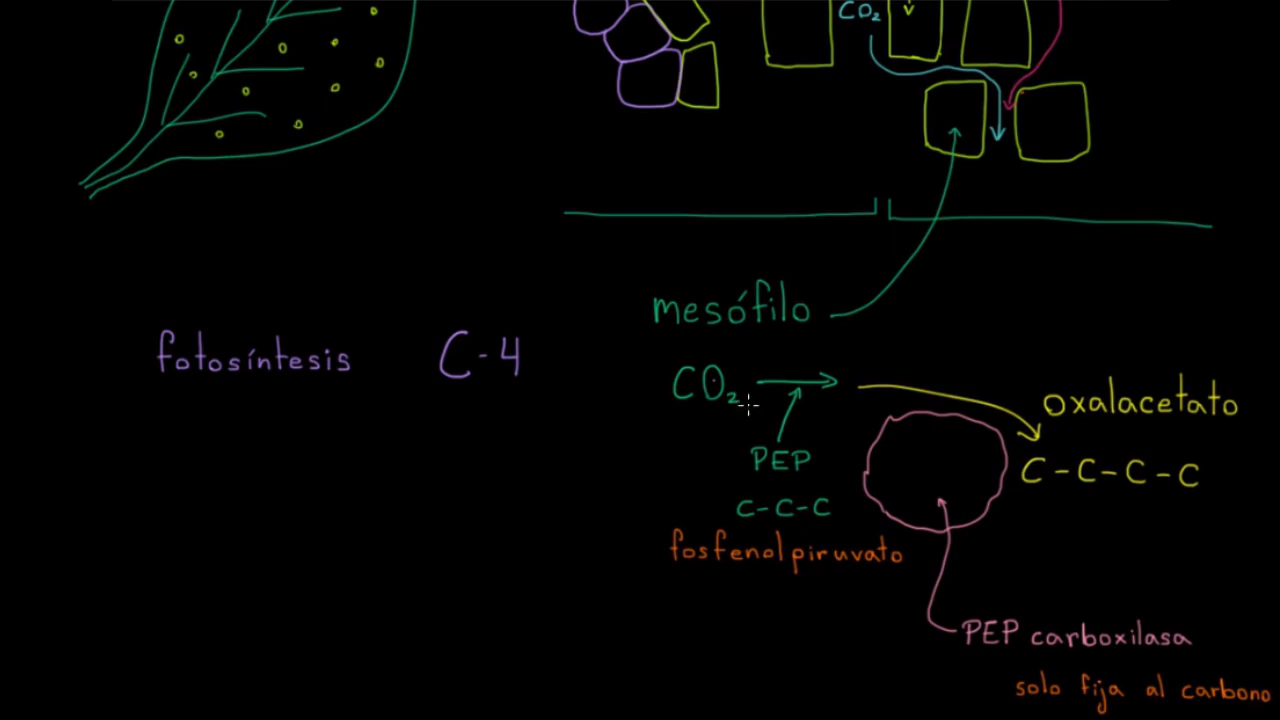 CO₂
mesófilo
fotosíntesis C-4
CO₂
oxalacetato
PEP
C-C-C-C
C-C-C
fosfenolpiruvato
PEP carboxilasa
solo fija al carbono